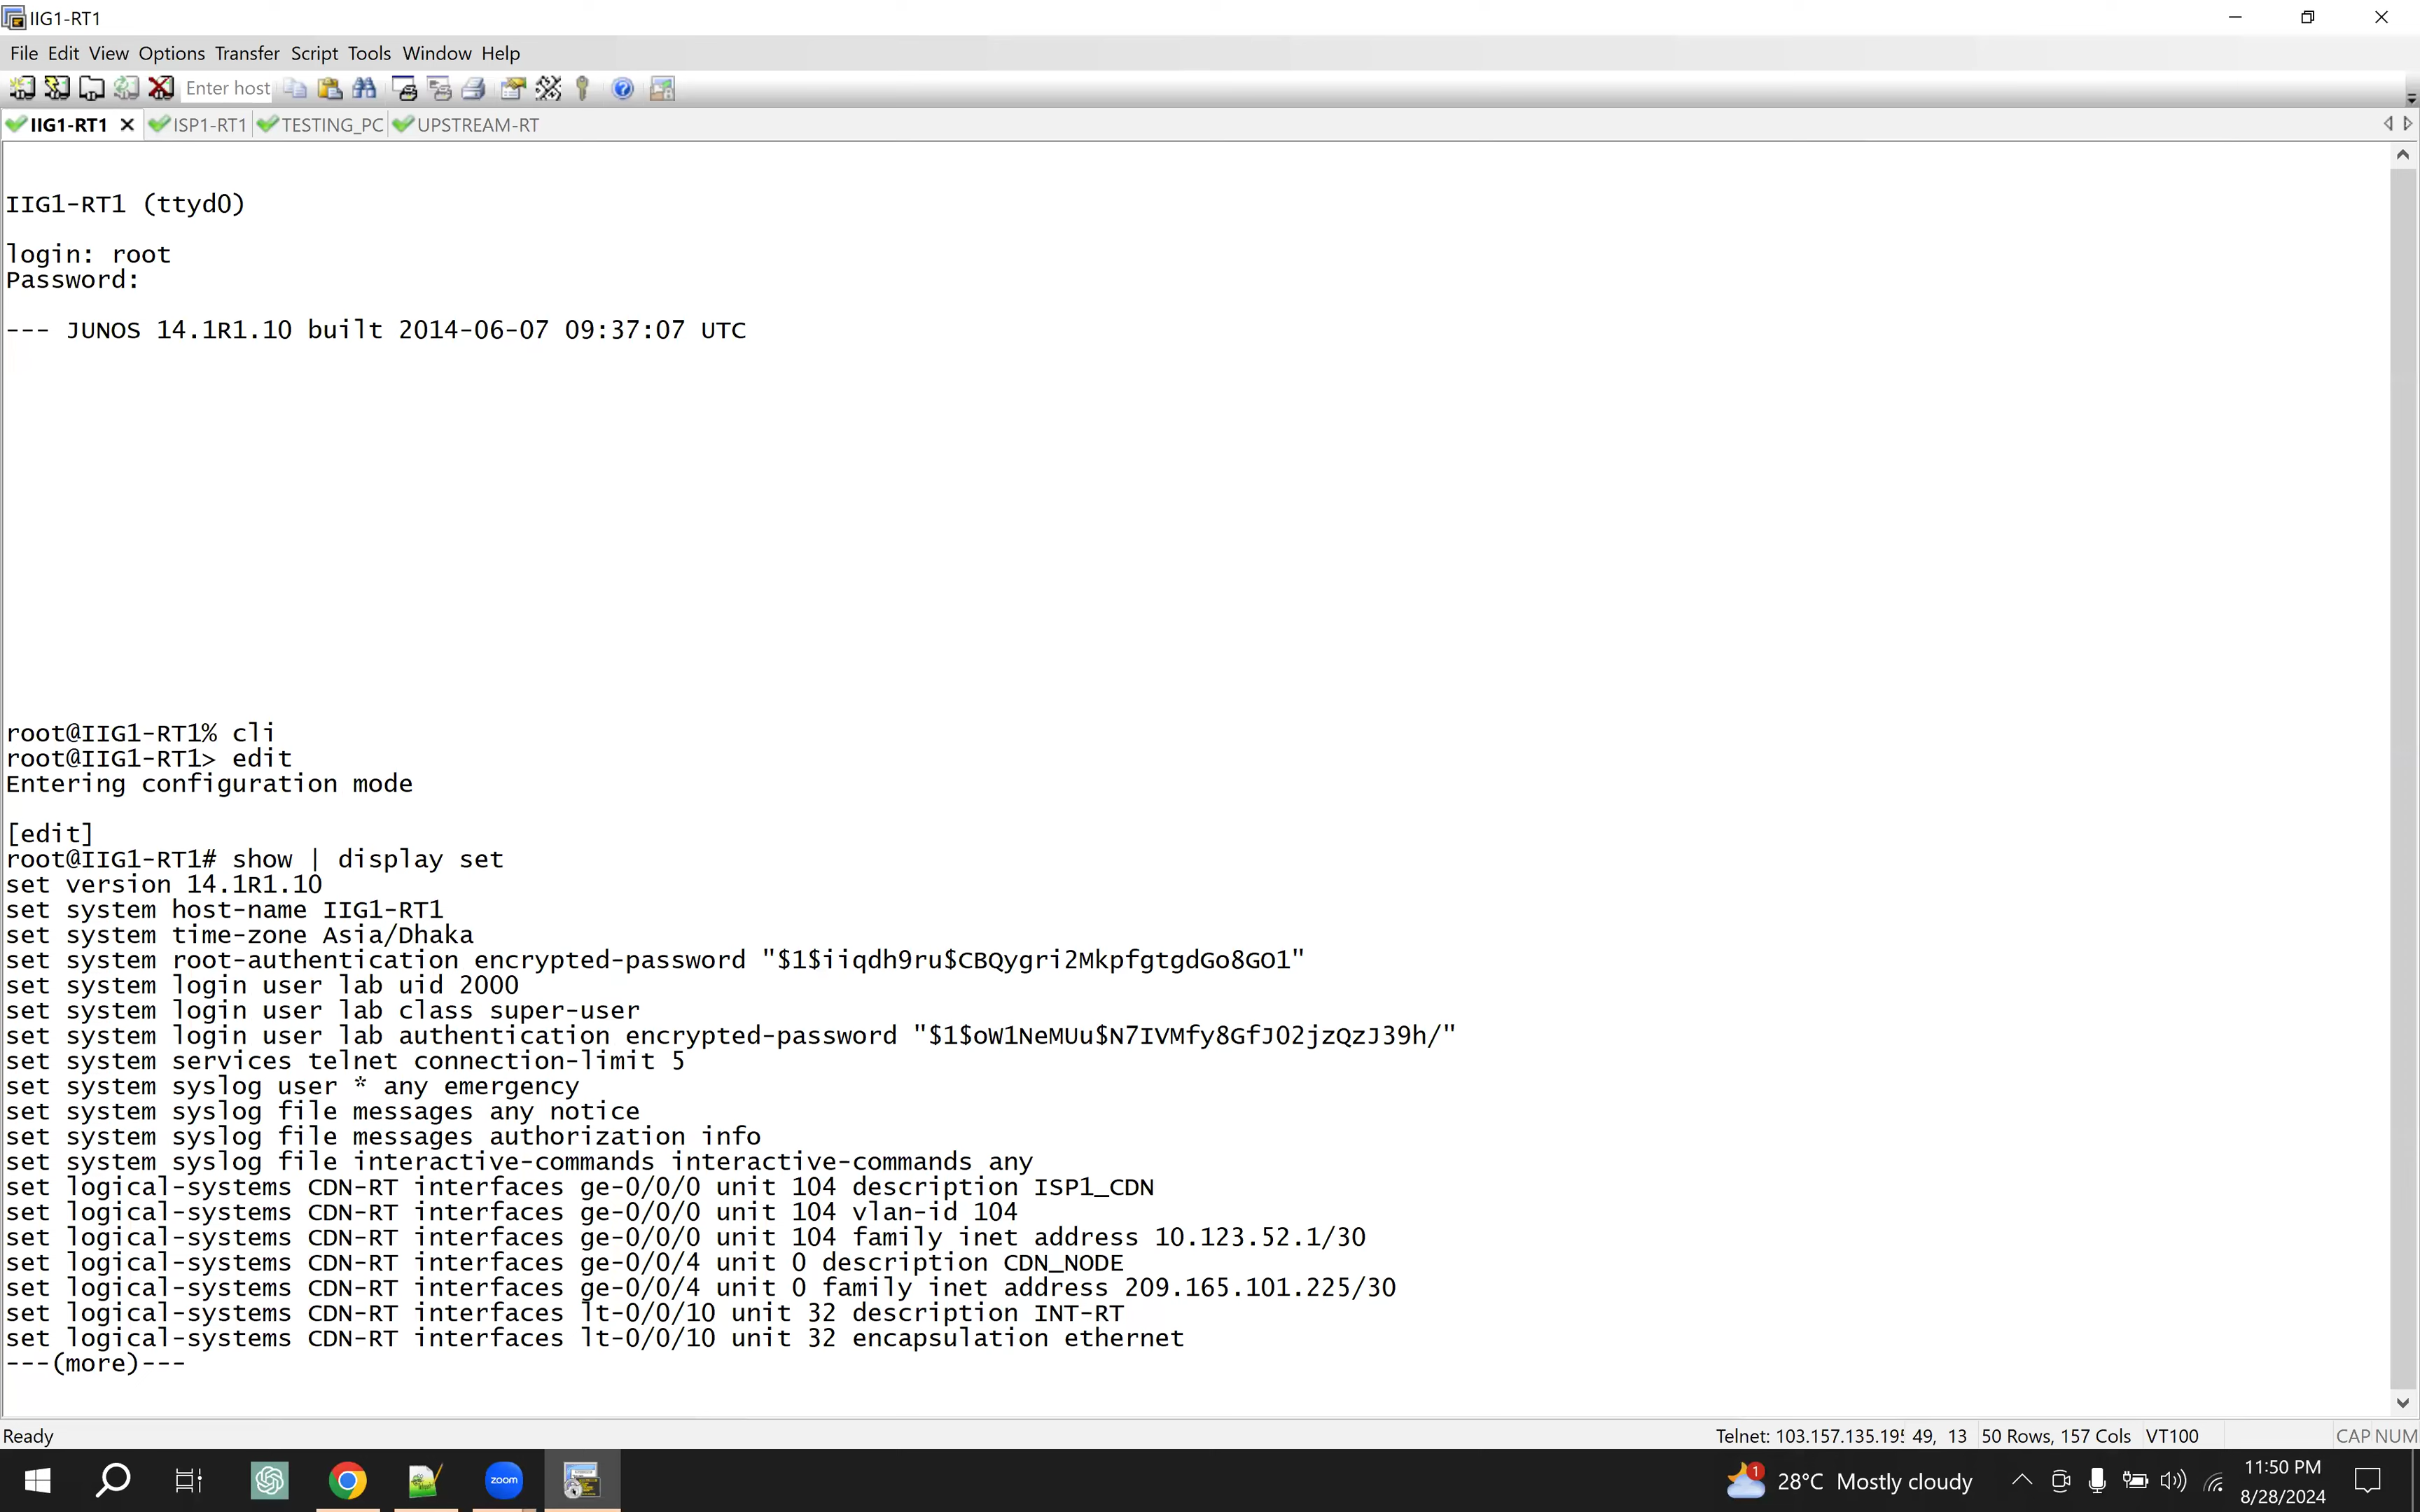 IIG1-RT1
File Edit View Options Transfer Script Tools Window Help
Enter host
IIG1-RT1 ISP1-RT1 TESTING_PC UPSTREAM-RT
IIG1-RT1 (ttyd0)
login: root
Password:
--- JUNOS 14.1R1.10 built 2014-06-07 09:37:07 UTC
root@IIG1-RT1% cli
root@IIG1-RT1> edit
Entering configuration mode
[edit]
root@IIG1-RT1# show | display set
set version 14.1R1.10
set system host-name IIG1-RT1
set system time-zone Asia/Dhaka
set system root-authentication encrypted-password "$1$iiqdh9ru$CBQygri2MkpfgtgdGo8GO1"
set system login user lab uid 2000
set system login user lab class super-user
set system login user lab authentication encrypted-password "$1$oW1NeMUu$N7IVMfy8GfJO2jzQzJ39h/"
set system services telnet connection-limit 5
set system syslog user * any emergency
set system syslog file messages any notice
set system syslog file messages authorization info
set system syslog file interactive-commands interactive-commands any
set logical-systems CDN-RT interfaces ge-0/0/0 unit 104 description ISP1_CDN
set logical-systems CDN-RT interfaces ge-0/0/0 unit 104 vlan-id 104
set logical-systems CDN-RT interfaces ge-0/0/0 unit 104 family inet address 10.123.52.1/30
set logical-systems CDN-RT interfaces ge-0/0/4 unit 0 description CDN_NODE
set logical-systems CDN-RT interfaces ge-0/0/4 unit 0 family inet address 209.165.101.225/30
set logical-systems CDN-RT interfaces lt-0/0/10 unit 32 description INT-RT
set logical-systems CDN-RT interfaces lt-0/0/10 unit 32 encapsulation ethernet
---(more)---
Ready Telnet: 103.157.135.195 49, 13 50 Rows, 157 Cols VT100 CAP NUM
zoom 1 28°C Mostly cloudy 11:50 PM
8/28/2024